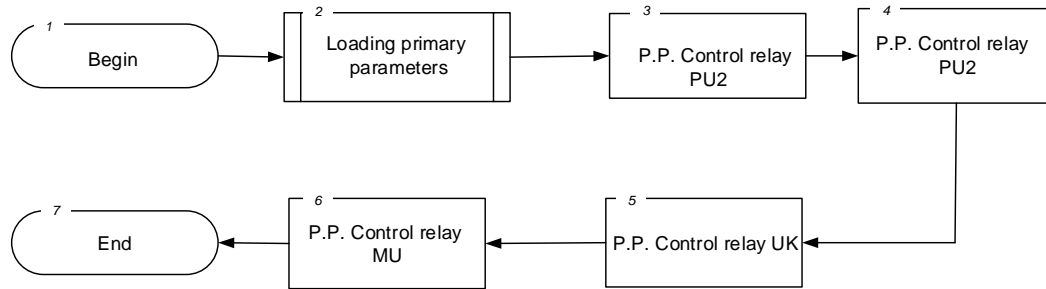 1
Begin
2
Loading primary
parameters
3
P.P. Control relay
PU2
4
P.P. Control relay
PU2
5
P.P. Control relay UK
6
P.P. Control relay
MU
7
End